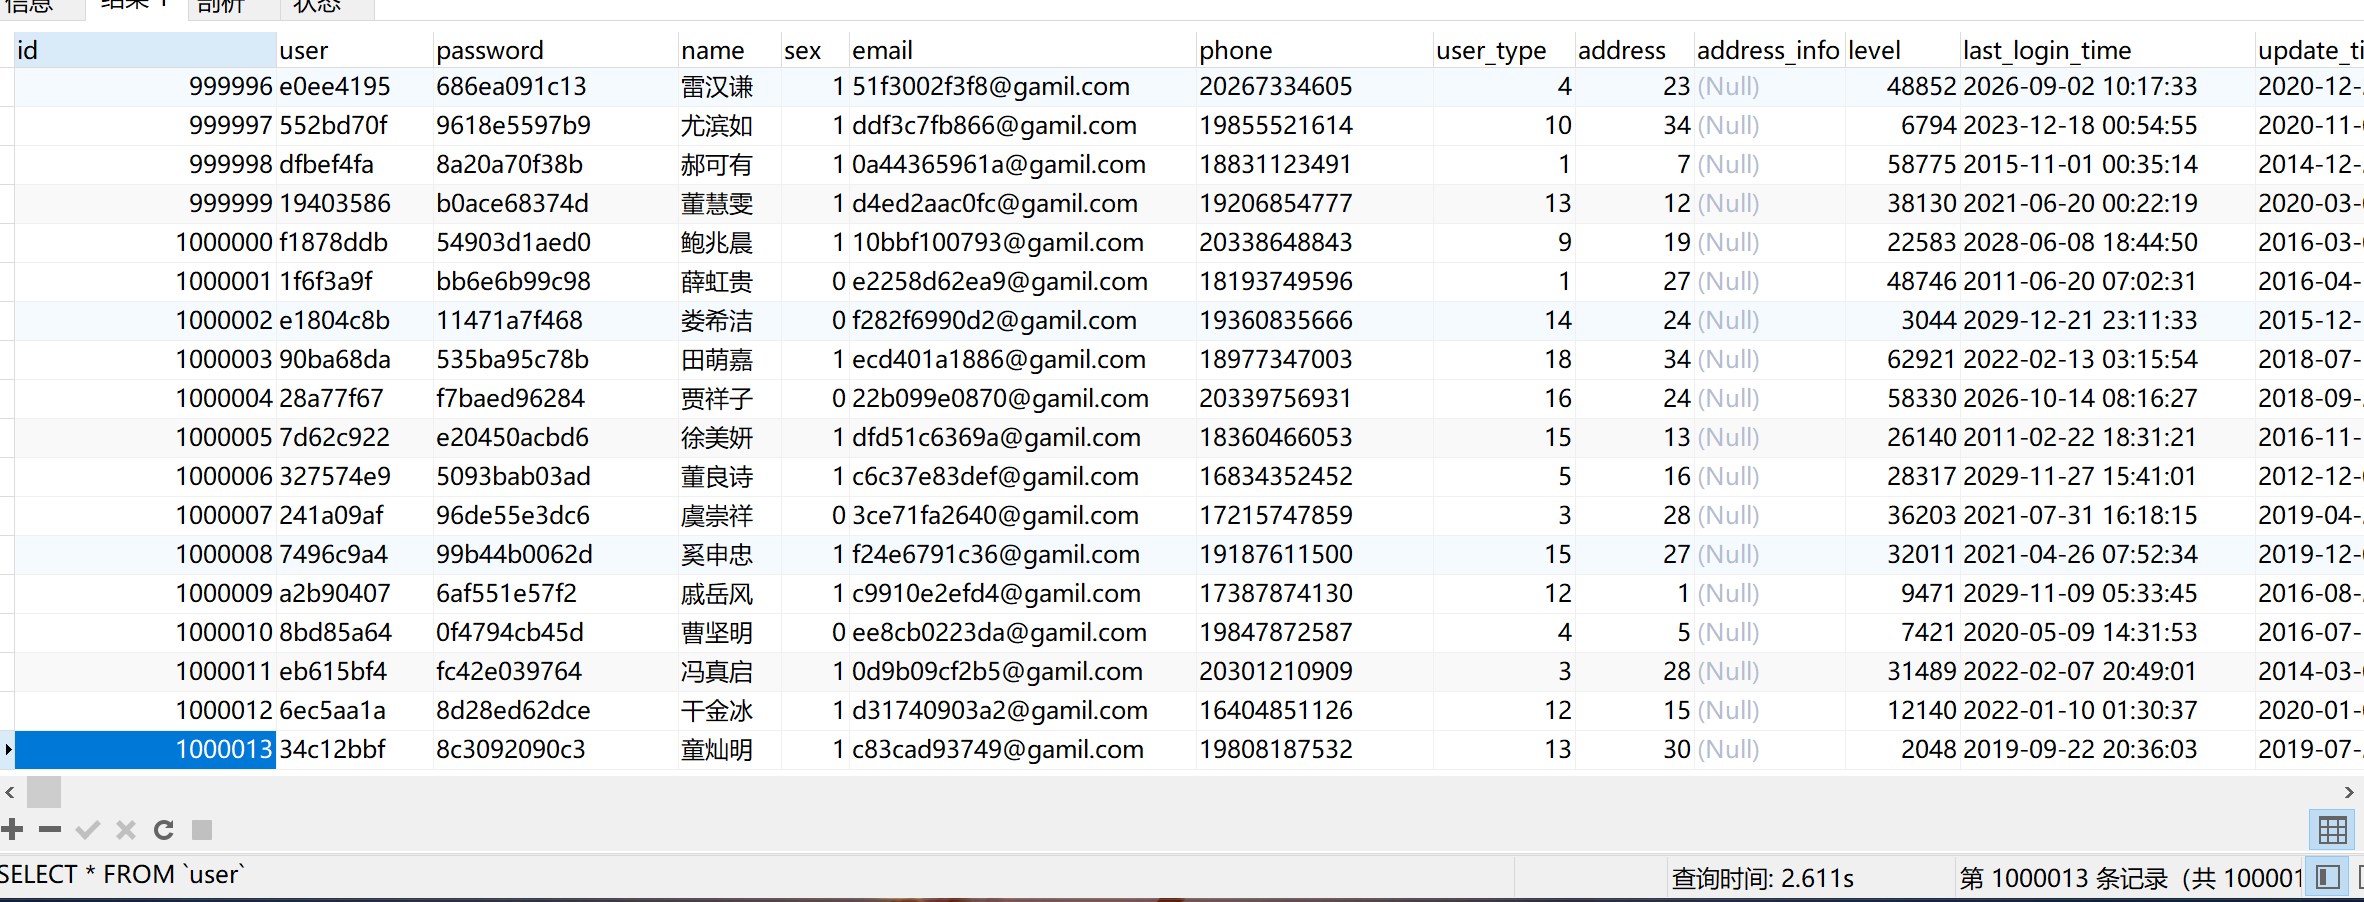 信息 结果 1 剖析 状态
id user password name sex email phone user_type address address_info level last_login_time update_ti
999996 e0ee4195 686ea091c13 雷汉谦 1 51f3002f3f8@gamil.com 20267334605 4 23 (Null) 48852 2026-09-02 10:17:33 2020-12-
999997 552bd70f 9618e5597b9 尤滨如 1 ddf3c7fb866@gamil.com 19855521614 10 34 (Null) 6794 2023-12-18 00:54:55 2020-11-
999998 dfbef4fa 8a20a70f38b 郝可有 1 0a44365961a@gamil.com 18831123491 1 7 (Null) 58775 2015-11-01 00:35:14 2014-12-
999999 19403586 b0ace68374d 董慧雯 1 d4ed2aac0fc@gamil.com 19206854777 13 12 (Null) 38130 2021-06-20 00:22:19 2020-03-
1000000 f1878ddb 54903d1aed0 鲍兆晨 1 10bbf100793@gamil.com 20338648843 9 19 (Null) 22583 2028-06-08 18:44:50 2016-03-
1000001 1f6f3a9f bb6e6b99c98 薛虹贵 0 e2258d62ea9@gamil.com 18193749596 1 27 (Null) 48746 2011-06-20 07:02:31 2016-04-
1000002 e1804c8b 11471a7f468 娄希洁 0 f282f6990d2@gamil.com 19360835666 14 24 (Null) 3044 2029-12-21 23:11:33 2015-12-
1000003 90ba68da 535ba95c78b 田萌嘉 1 ecd401a1886@gamil.com 18977347003 18 34 (Null) 62921 2022-02-13 03:15:54 2018-07-
1000004 28a77f67 f7baed96284 贾祥子 0 22b099e0870@gamil.com 20339756931 16 24 (Null) 58330 2026-10-14 08:16:27 2018-09-
1000005 7d62c922 e20450acbd6 徐美妍 1 dfd51c6369a@gamil.com 18360466053 15 13 (Null) 26140 2011-02-22 18:31:21 2016-11-
1000006 327574e9 5093bab03ad 董良诗 1 c6c37e83def@gamil.com 16834352452 5 16 (Null) 28317 2029-11-27 15:41:01 2012-12-
1000007 241a09af 96de55e3dc6 虞崇祥 0 3ce71fa2640@gamil.com 17215747859 3 28 (Null) 36203 2021-07-31 16:18:15 2019-04-
1000008 7496c9a4 99b44b0062d 奚申忠 1 f24e6791c36@gamil.com 19187611500 15 27 (Null) 32011 2021-04-26 07:52:34 2019-12-
1000009 a2b90407 6af551e57f2 戚岳风 1 c9910e2efd4@gamil.com 17387874130 12 1 (Null) 9471 2029-11-09 05:33:45 2016-08-
1000010 8bd85a64 0f4794cb45d 曹坚明 0 ee8cb0223da@gamil.com 19847872587 4 5 (Null) 7421 2020-05-09 14:31:53 2016-07-
1000011 eb615bf4 fc42e039764 冯真启 1 0d9b09cf2b5@gamil.com 20301210909 3 28 (Null) 31489 2022-02-07 20:49:01 2014-03-
1000012 6ec5aa1a 8d28ed62dce 干金冰 1 d31740903a2@gamil.com 16404851126 12 15 (Null) 12140 2022-01-10 01:30:37 2020-01-
1000013 34c12bbf 8c3092090c3 童灿明 1 c83cad93749@gamil.com 19808187532 13 30 (Null) 2048 2019-09-22 20:36:03 2019-07-
SELECT * FROM `user` 查询时间: 2.611s 第 1000013 条记录 (共 100001